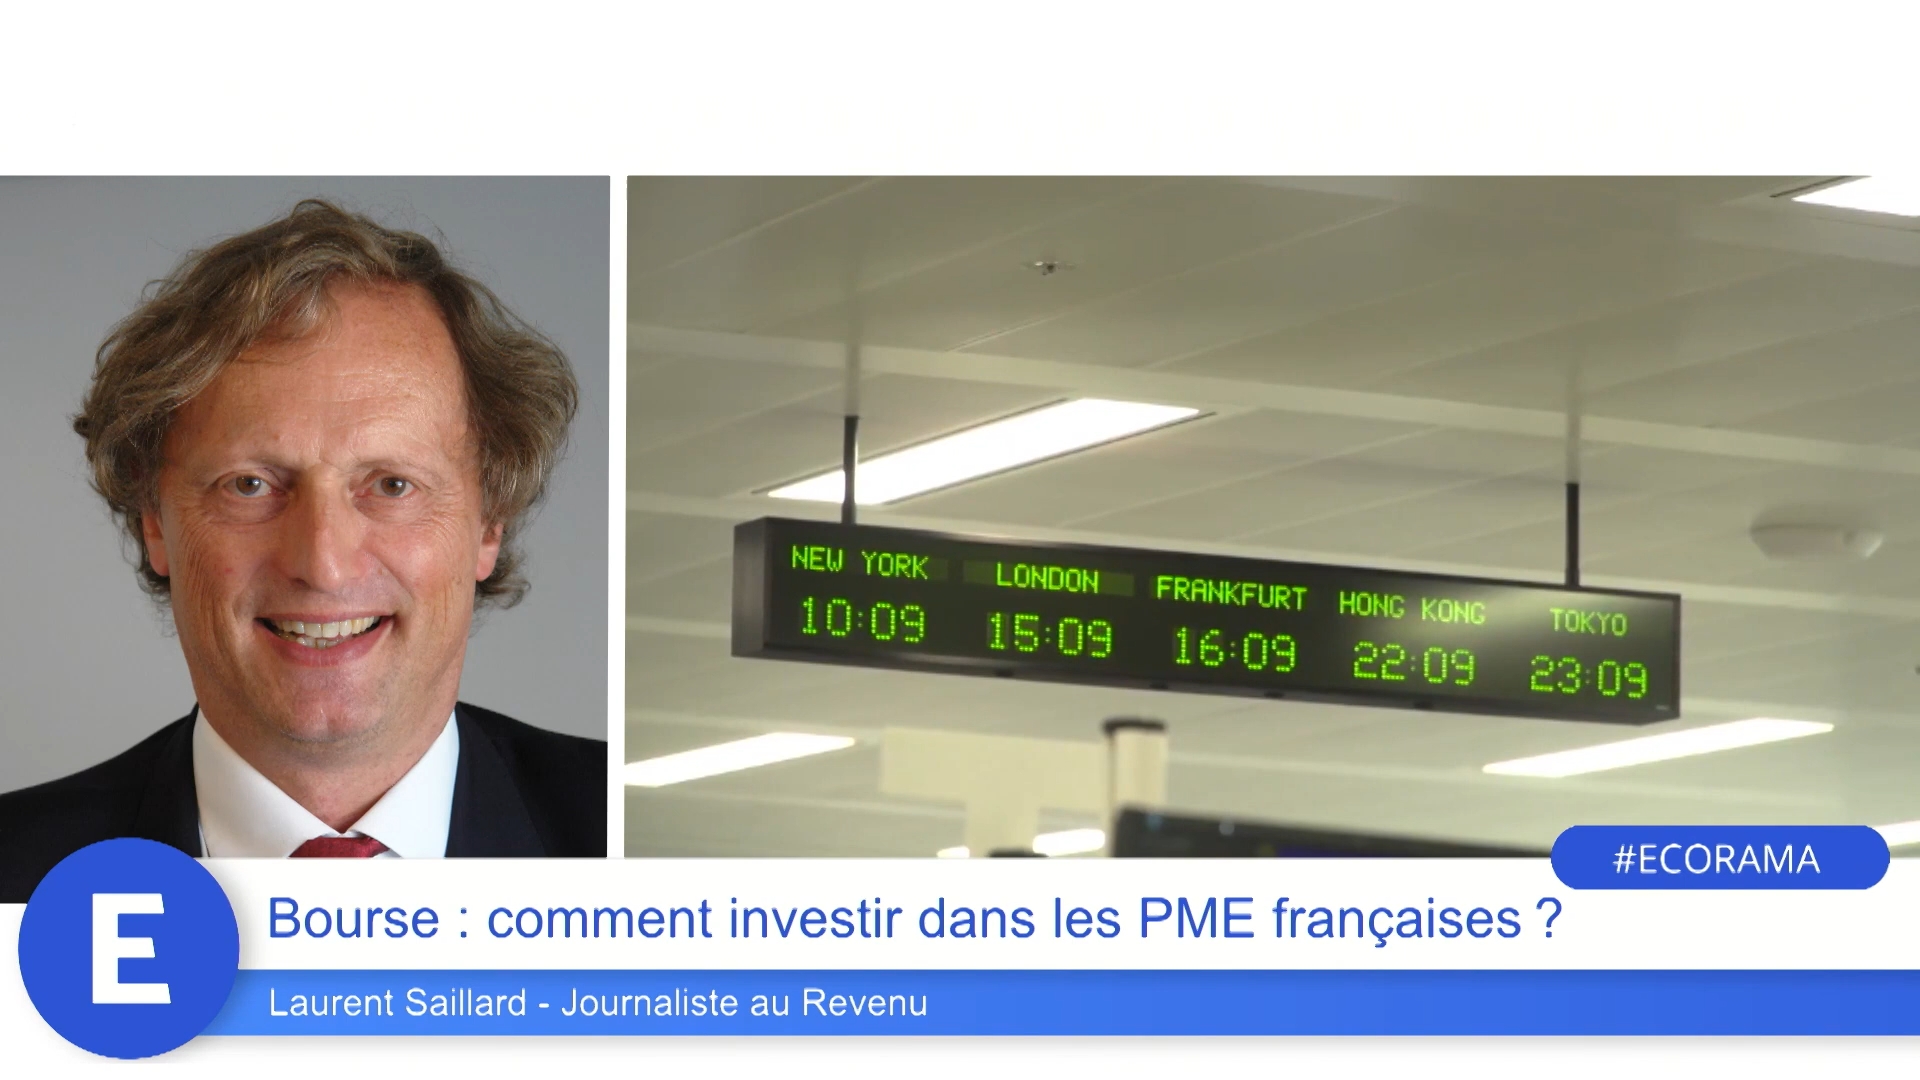 NEW YORK LONDON FRANKFURT HONG KONG TOKYO
10:09 15:09 16:09 22:09 23:09
#ECORAMA
E
Bourse : comment investir dans les PME françaises ?
Laurent Saillard - Journaliste au Revenu